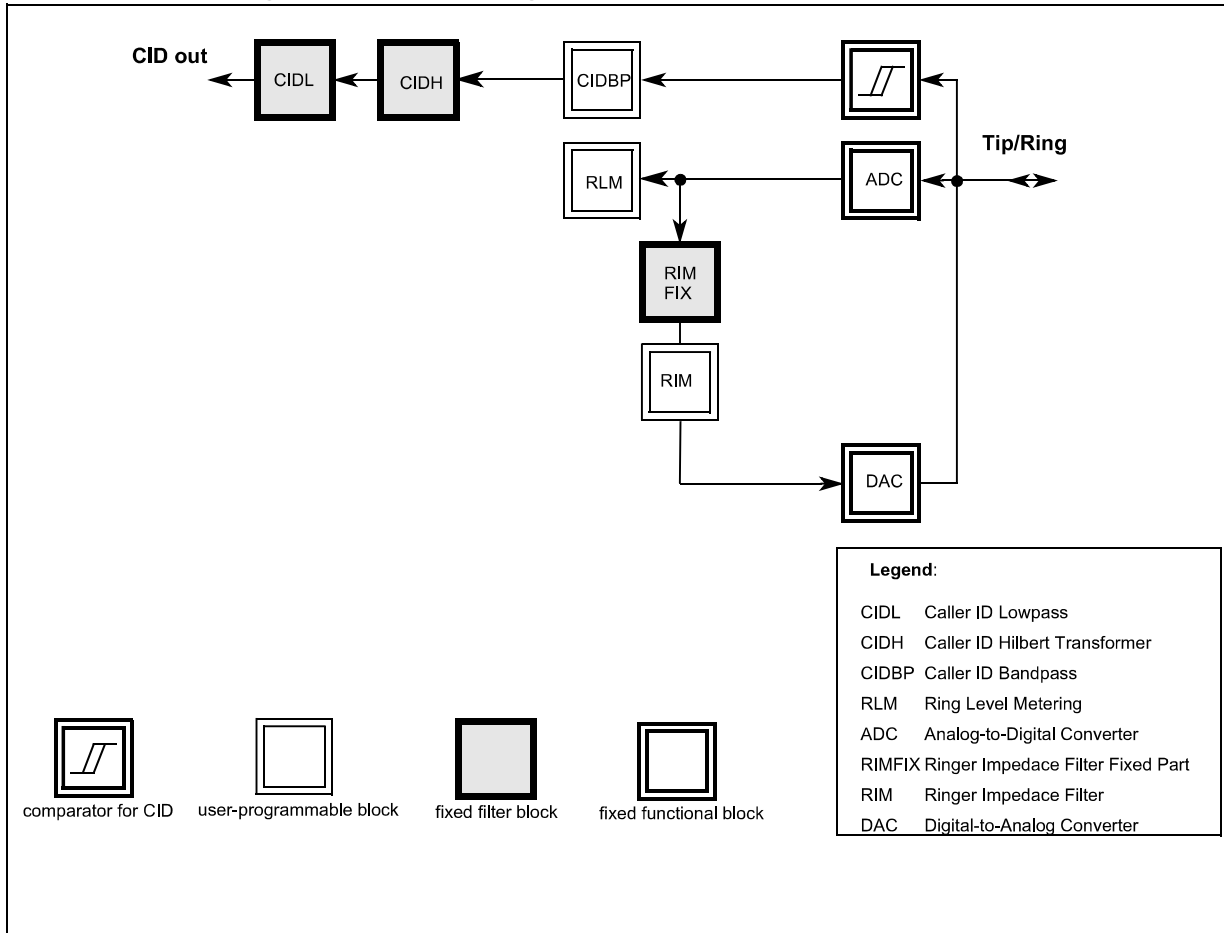 CID out
CIDL
CIDH
CIDBP
Tip/Ring
RLM
ADC
RIM
FIX
RIM
DAC
Legend:
CIDL Caller ID Lowpass
CIDH Caller ID Hilbert Transformer
CIDBP Caller ID Bandpass
RLM Ring Level Metering
ADC Analog-to-Digital Converter
RIMFIX Ringer Impedace Filter Fixed Part
RIM Ringer Impedace Filter
DAC Digital-to-Analog Converter
comparator for CID
user-programmable block
fixed filter block
fixed functional block